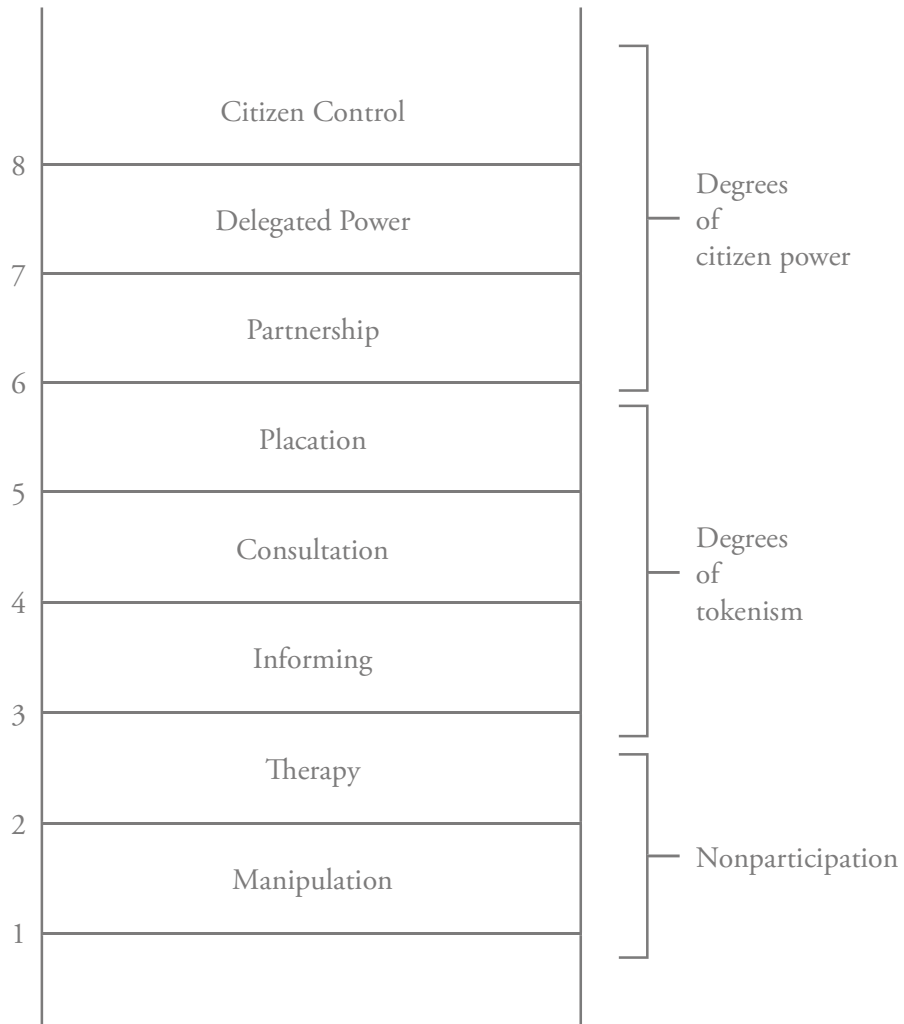 Citizen Control
8
Delegated Power
7
Partnership
6
Placation
5
Consultation
4
Informing
3
Therapy
2
Manipulation
1
Degrees
of
citizen power
Degrees
of
tokenism
Nonparticipation